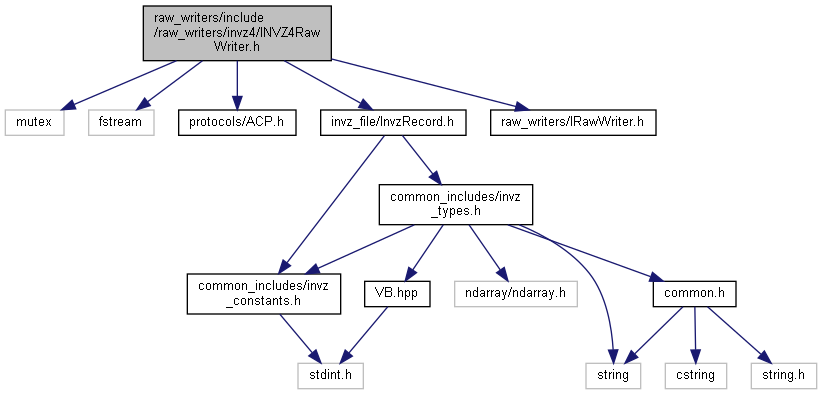 raw_writers/include
/raw_writers/invz4/INVZ4Raw
Writer.h
mutex
fstream
protocols/ACP.h
invz_file/InvzRecord.h
raw_writers/IRawWriter.h
common_includes/invz
_types.h
common_includes/invz
_constants.h
VB.hpp
ndarray/ndarray.h
common.h
stdint.h
string
cstring
string.h